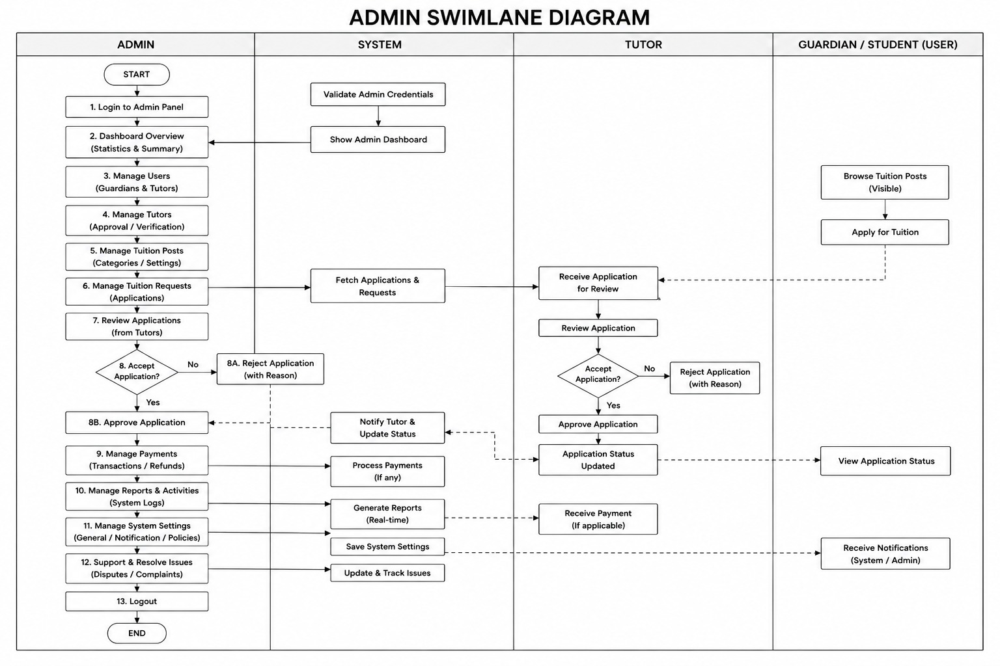 ADMIN SWIMLANE DIAGRAM
ADMIN
SYSTEM
TUTOR
GUARDIAN / STUDENT (USER)
START
1. Login to Admin Panel
2. Dashboard Overview
(Statistics & Summary)
3. Manage Users
(Guardians & Tutors)
4. Manage Tutors
(Approval / Verification)
5. Manage Tuition Posts
(Categories / Settings)
6. Manage Tuition Requests
(Applications)
7. Review Applications
(from Tutors)
8. Accept
Application?
No
8A. Reject Application
(with Reason)
Yes
8B. Approve Application
9. Manage Payments
(Transactions / Refunds)
10. Manage Reports & Activities
(System Logs)
11. Manage System Settings
(General / Notification / Policies)
12. Support & Resolve Issues
(Disputes / Complaints)
13. Logout
END
Validate Admin Credentials
Show Admin Dashboard
Fetch Applications &
Requests
Notify Tutor &
Update Status
Process Payments
(If any)
Generate Reports
(Real-time)
Save System Settings
Update & Track Issues
Receive Application
for Review
Review Application
Accept
Application?
No
Reject Application
(with Reason)
Yes
Approve Application
Application Status
Updated
Receive Payment
(If applicable)
Browse Tuition Posts
(Visible)
Apply for Tuition
View Application Status
Receive Notifications
(System / Admin)